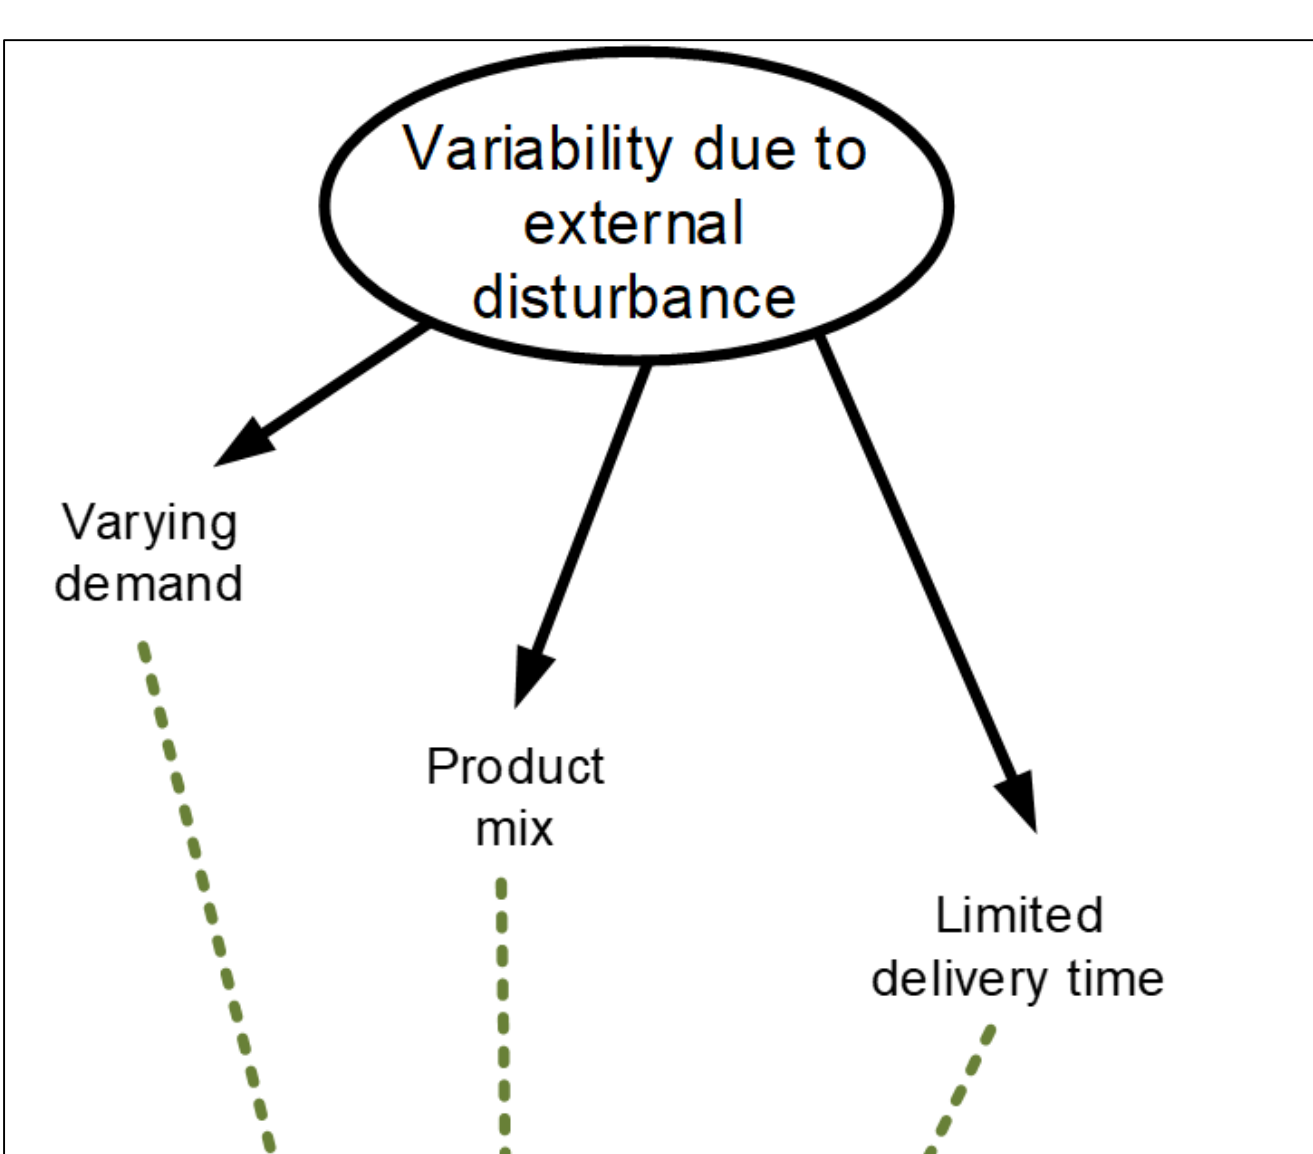 Variability due to
external
disturbance
Varying
demand
Product
mix
Limited
delivery time